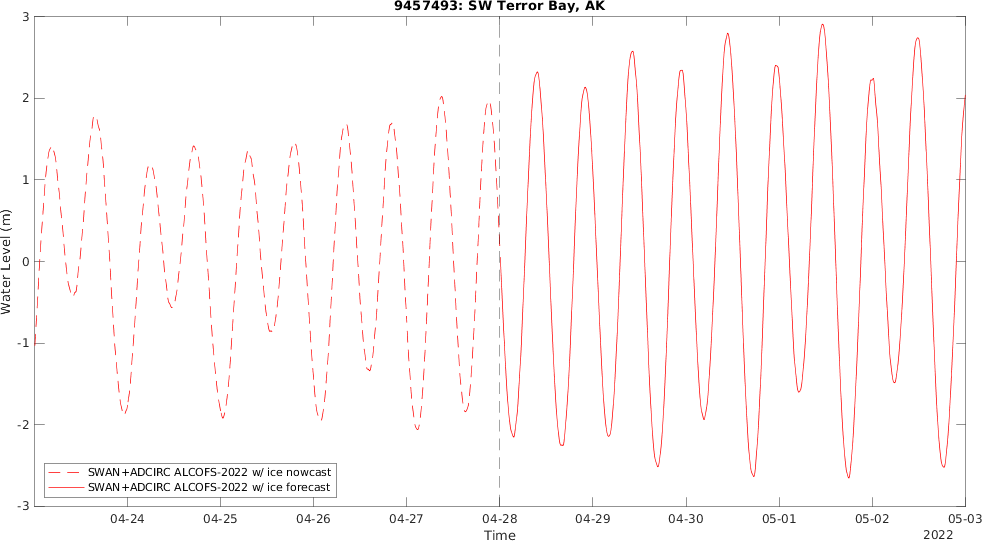 9457493: SW Terror Bay, AK
3
2
1
0
-1
-2
-3
Water Level (m)
SWAN+ADCIRC ALCOFS-2022 w/ ice nowcast
SWAN+ADCIRC ALCOFS-2022 w/ ice forecast
04-24 04-25 04-26 04-27 04-28 04-29 04-30 05-01 05-02 05-03
Time
2022